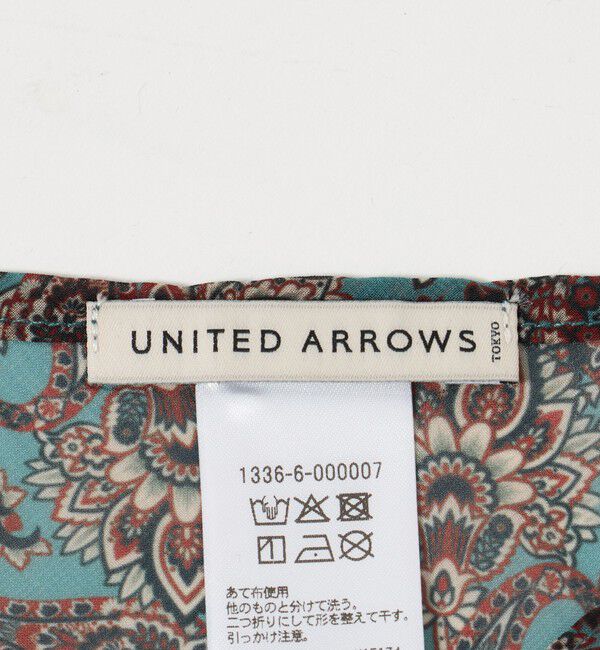 UNITED ARROWS
TOKYO
1336-6-000007
あて布使用
他のものと分けて洗う。
二つ折りにして形を整えて干す。
引っかけ注意。